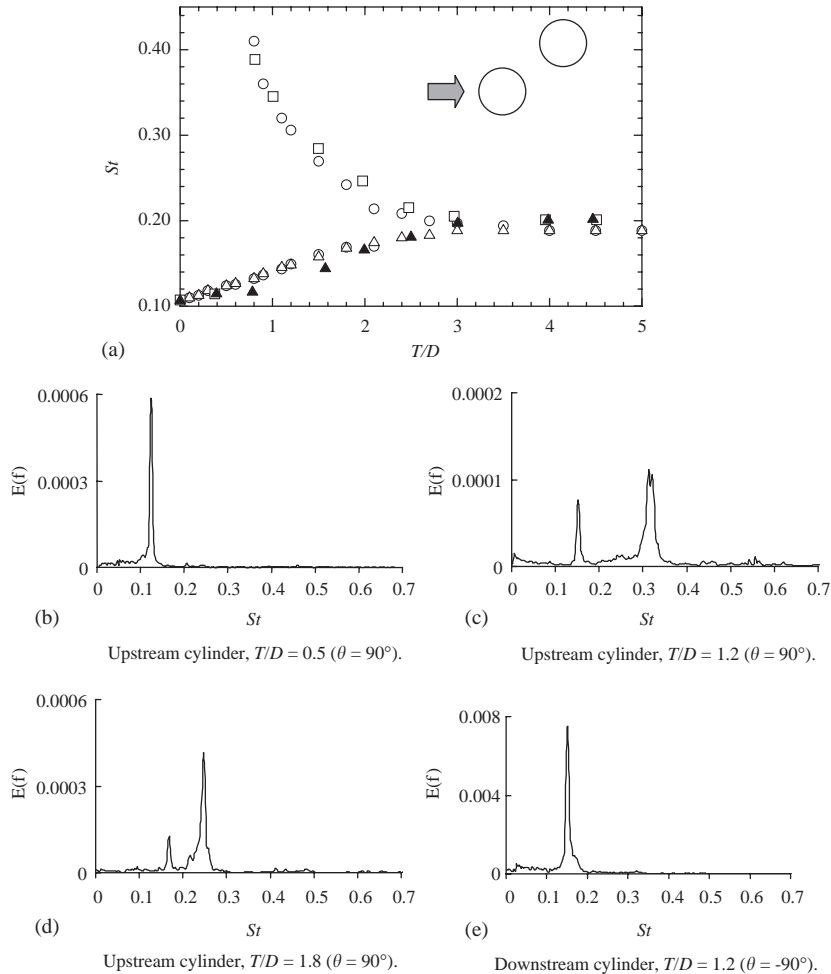 0.40
0.30
St
0.20
0.10
0 1 2 3 4 5
(a) T/D
0.0006
E(f)
0.0003
0
0 0.1 0.2 0.3 0.4 0.5 0.6 0.7
(b) St
Upstream cylinder, T/D = 0.5 (θ = 90°).
0.0002
E(f)
0.0001
0
0 0.1 0.2 0.3 0.4 0.5 0.6 0.7
(c) St
Upstream cylinder, T/D = 1.2 (θ = 90°).
0.0006
E(f)
0.0003
0
0 0.1 0.2 0.3 0.4 0.5 0.6 0.7
(d) St
Upstream cylinder, T/D = 1.8 (θ = 90°).
0.008
E(f)
0.004
0
0 0.1 0.2 0.3 0.4 0.5 0.6 0.7
(e) St
Downstream cylinder, T/D = 1.2 (θ = -90°).